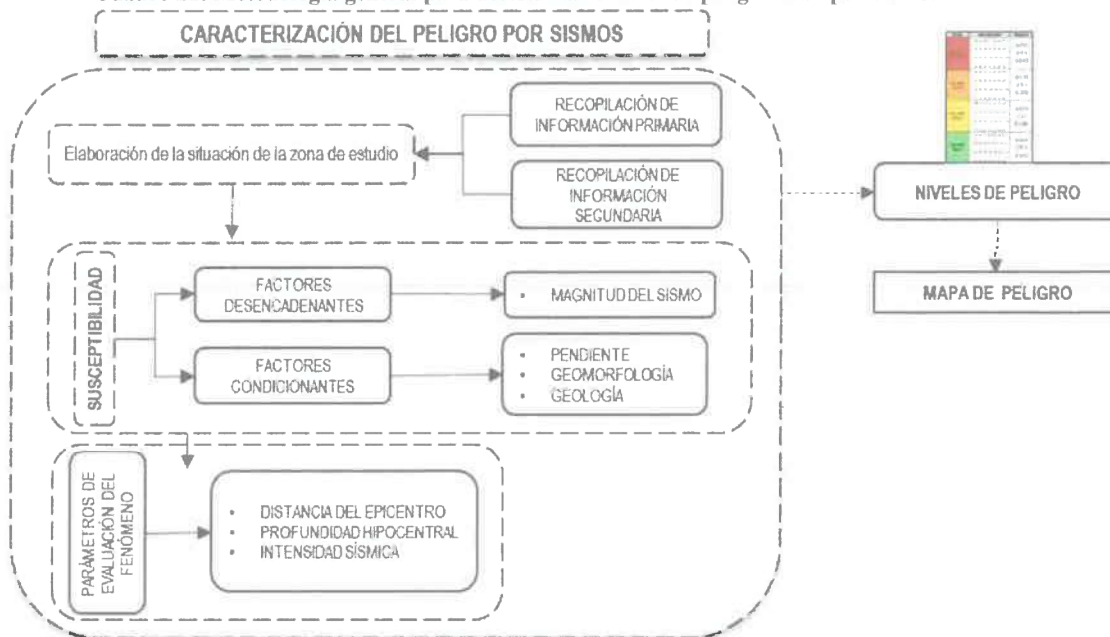 CARACTERIZACIÓN DEL PELIGRO POR SISMOS
RECOPILACIÓN DE
INFORMACIÓN PRIMARIA
Elaboración de la situación de la zona de estudio
RECOPILACIÓN DE
INFORMACIÓN
SECUNDARIA
NIVELES DE PELIGRO
MAPA DE PELIGRO
SUSCEPTIBILIDAD
FACTORES
DESENCADENANTES
• MAGNITUD DEL SISMO
FACTORES
CONDICIONANTES
• PENDIENTE
• GEOMORFOLOGÍA
• GEOLOGÍA
PARÁMETROS DE
EVALUACIÓN DEL
FENÓMENO
• DISTANCIA DEL EPICENTRO
• PROFUNDIDAD HIPOCENTRAL
• INTENSIDAD SÍSMICA